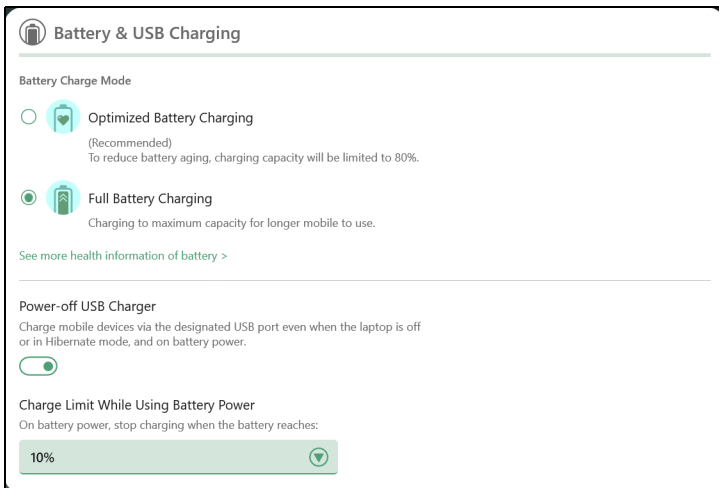 Battery & USB Charging
Battery Charge Mode
Optimized Battery Charging
(Recommended)
To reduce battery aging, charging capacity will be limited to 80%.
Full Battery Charging
Charging to maximum capacity for longer mobile to use.
See more health information of battery >
Power-off USB Charger
Charge mobile devices via the designated USB port even when the laptop is off
or in Hibernate mode, and on battery power.
Charge Limit While Using Battery Power
On battery power, stop charging when the battery reaches:
10%